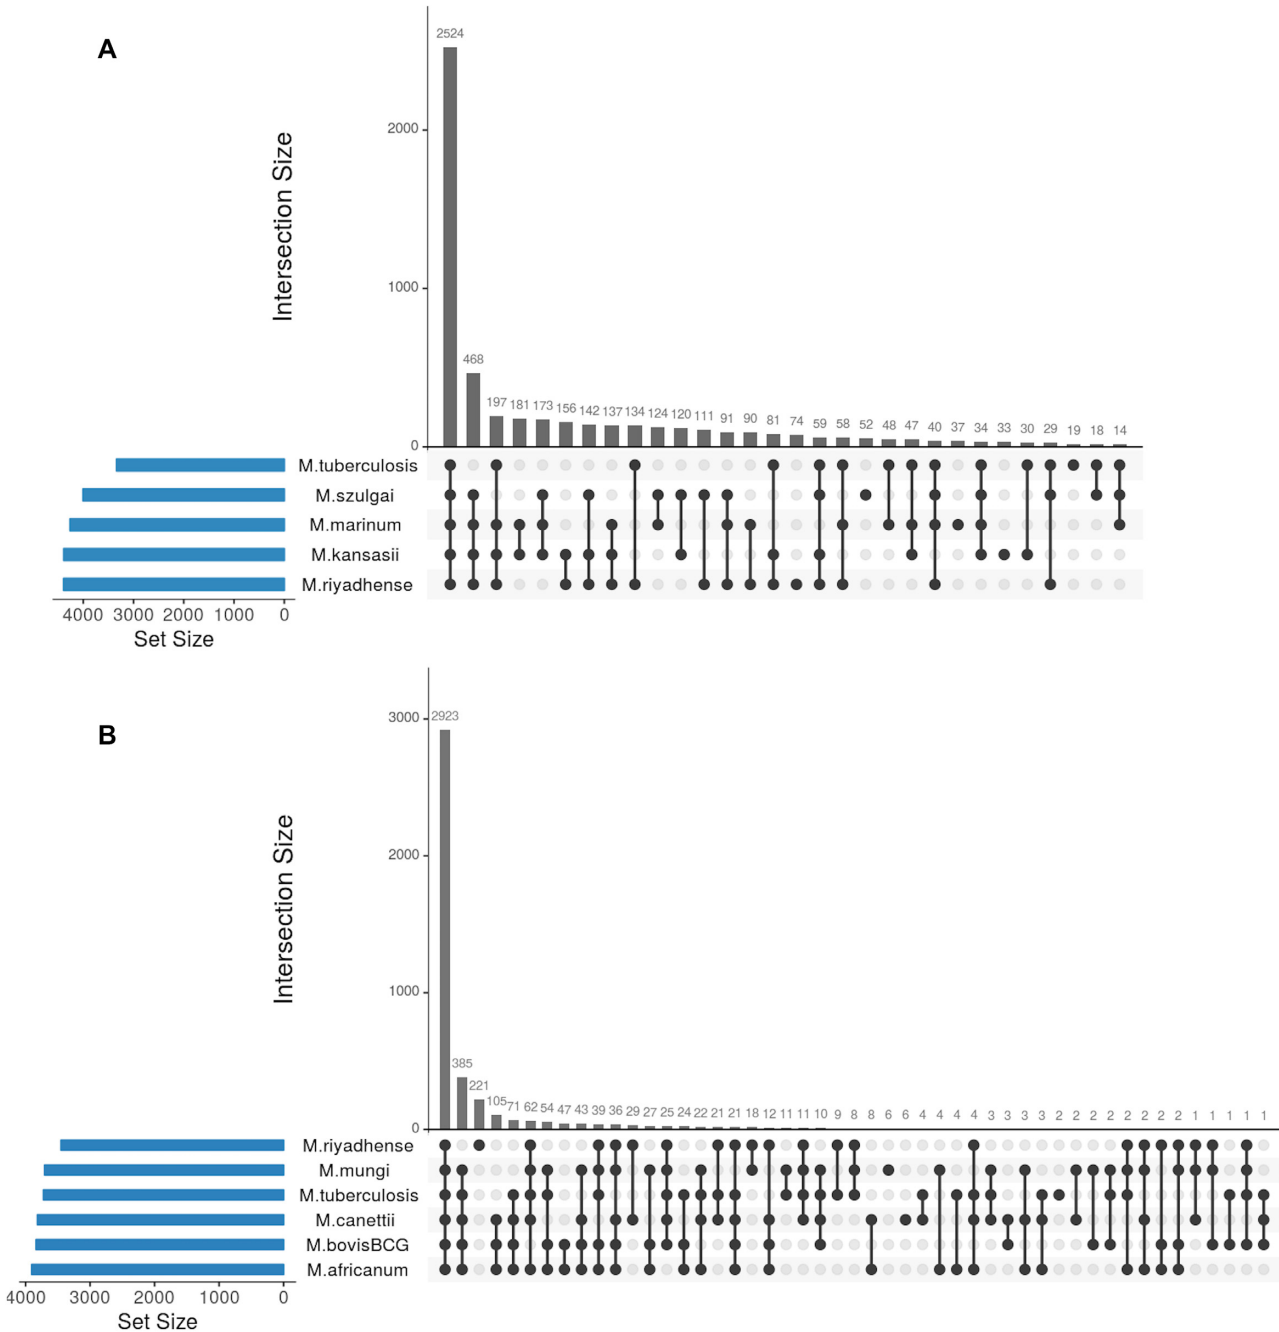 A
Intersection Size
2000
1000
0
2524
468
197 181 173 156 142 137 134 124 120 111 91 90 81 74 59 58 52 48 47 40 37 34 33 30 29 19 18 14
M.tuberculosis
M.szulgai
M.marinum
M.kansasii
M.riyadhense
4000 3000 2000 1000 0
Set Size
B
Intersection Size
3000
2000
1000
0
2923
385
221
105 71 62 54 47 43 39 36 29 27 25 24 22 21 21 18 12 11 11 10 9 8 8 6 6 4 4 4 3 3 3 3 2 2 2 2 2 2 2 2 1 1 1 1 1
M.riyadhense
M.mungi
M.tuberculosis
M.canettii
M.bovisBCG
M.africanum
4000 3000 2000 1000 0
Set Size